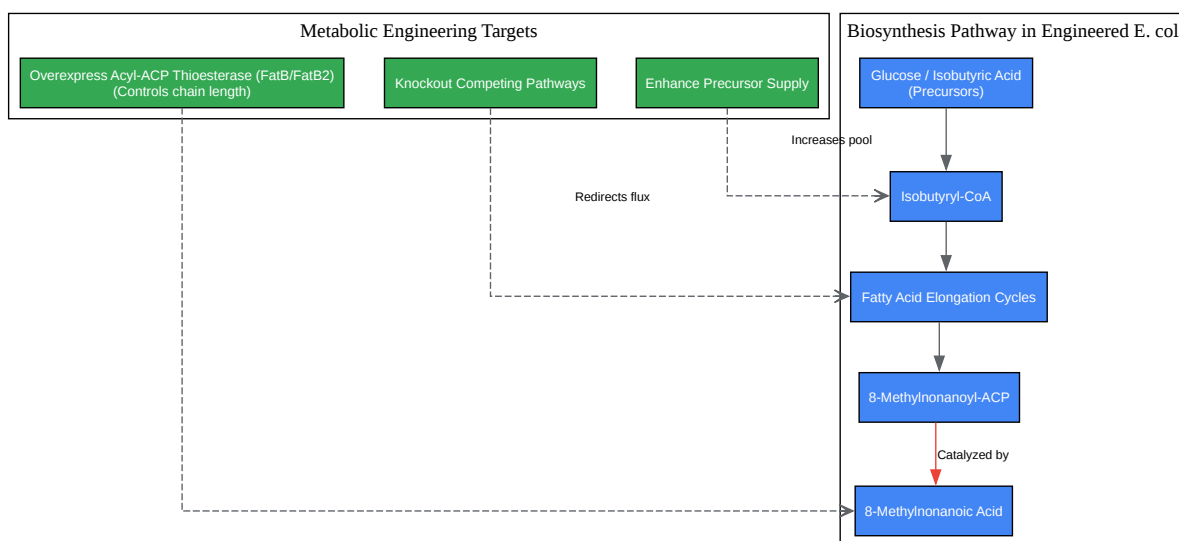 Metabolic Engineering Targets
Overexpress Acyl-ACP Thioesterase (FatB/FatB2)
(Controls chain length)
Knockout Competing Pathways
Enhance Precursor Supply
Biosynthesis Pathway in Engineered E. col
Glucose / Isobutyric Acid
(Precursors)
Increases pool
Redirects flux
Isobutyryl-CoA
Fatty Acid Elongation Cycles
8-Methylnonanoyl-ACP
Catalyzed by
8-Methylnonanoic Acid